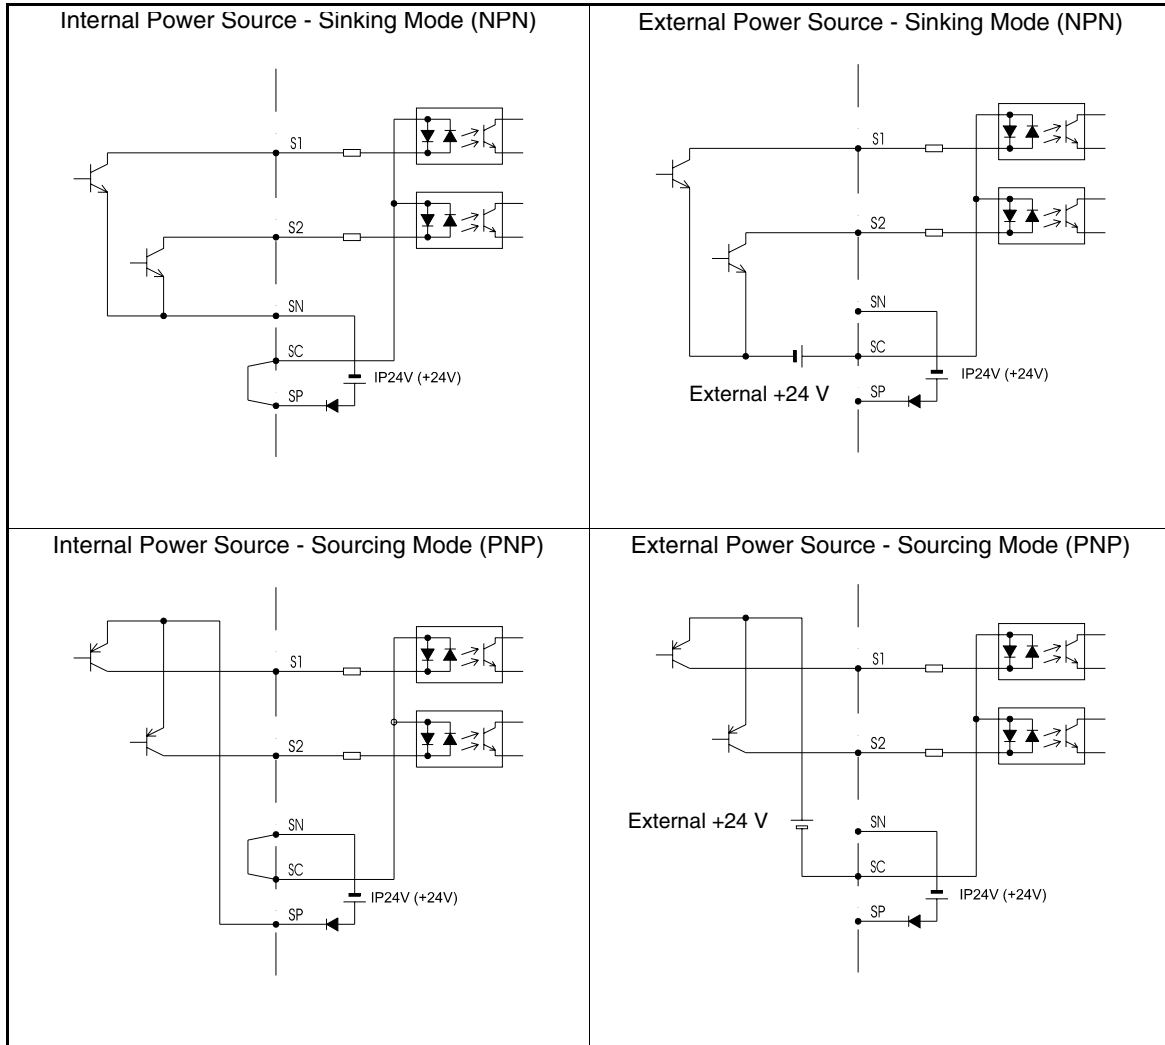 Internal Power Source - Sinking Mode (NPN)
S1
S2
SN
SC
IP24V (+24V)
SP
External Power Source - Sinking Mode (NPN)
S1
S2
SN
SC
IP24V (+24V)
External +24 V
SP
Internal Power Source - Sourcing Mode (PNP)
S1
S2
SN
SC
IP24V (+24V)
SP
External Power Source - Sourcing Mode (PNP)
S1
S2
External +24 V
SN
SC
IP24V (+24V)
SP